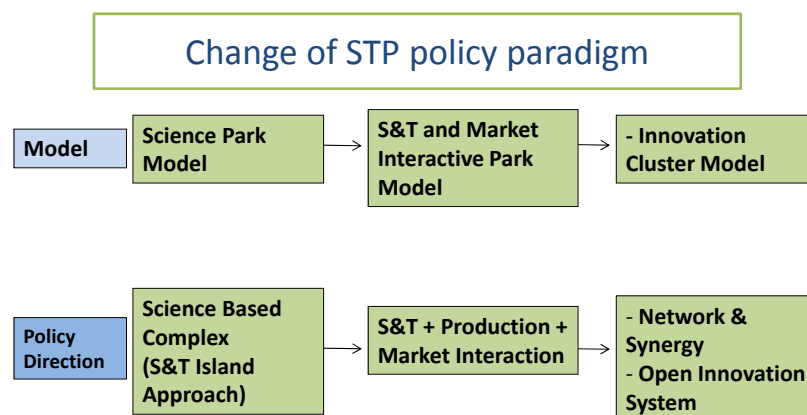 Change of STP policy paradigm
Model
Science Park
Model
S&T and Market
Interactive Park
Model
- Innovation
Cluster Model
Policy
Direction
Science Based
Complex
(S&T Island
Approach)
S&T + Production +
Market Interaction
- Network &
Synergy
- Open Innovation
System